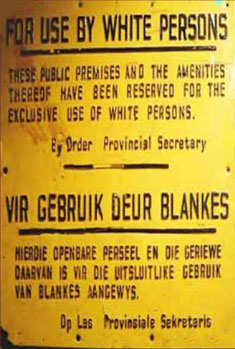 FOR USE BY WHITE PERSONS
THESE PUBLIC PREMISES AND THE AMENITIES
THEREOF HAVE BEEN RESERVED FOR THE
EXCLUSIVE USE OF WHITE PERSONS.
By Order Provincial Secretary
VIR GEBRUIK DEUR BLANKES
HIERDIE OPENBARE PERSEEL EN DIE GERIEWE
DAARVAN IS VIR DIE UITSLUITLIKE GEBRUIK
VAN BLANKES AANGEWYS.
Op Las Provinsiale Sekretaris